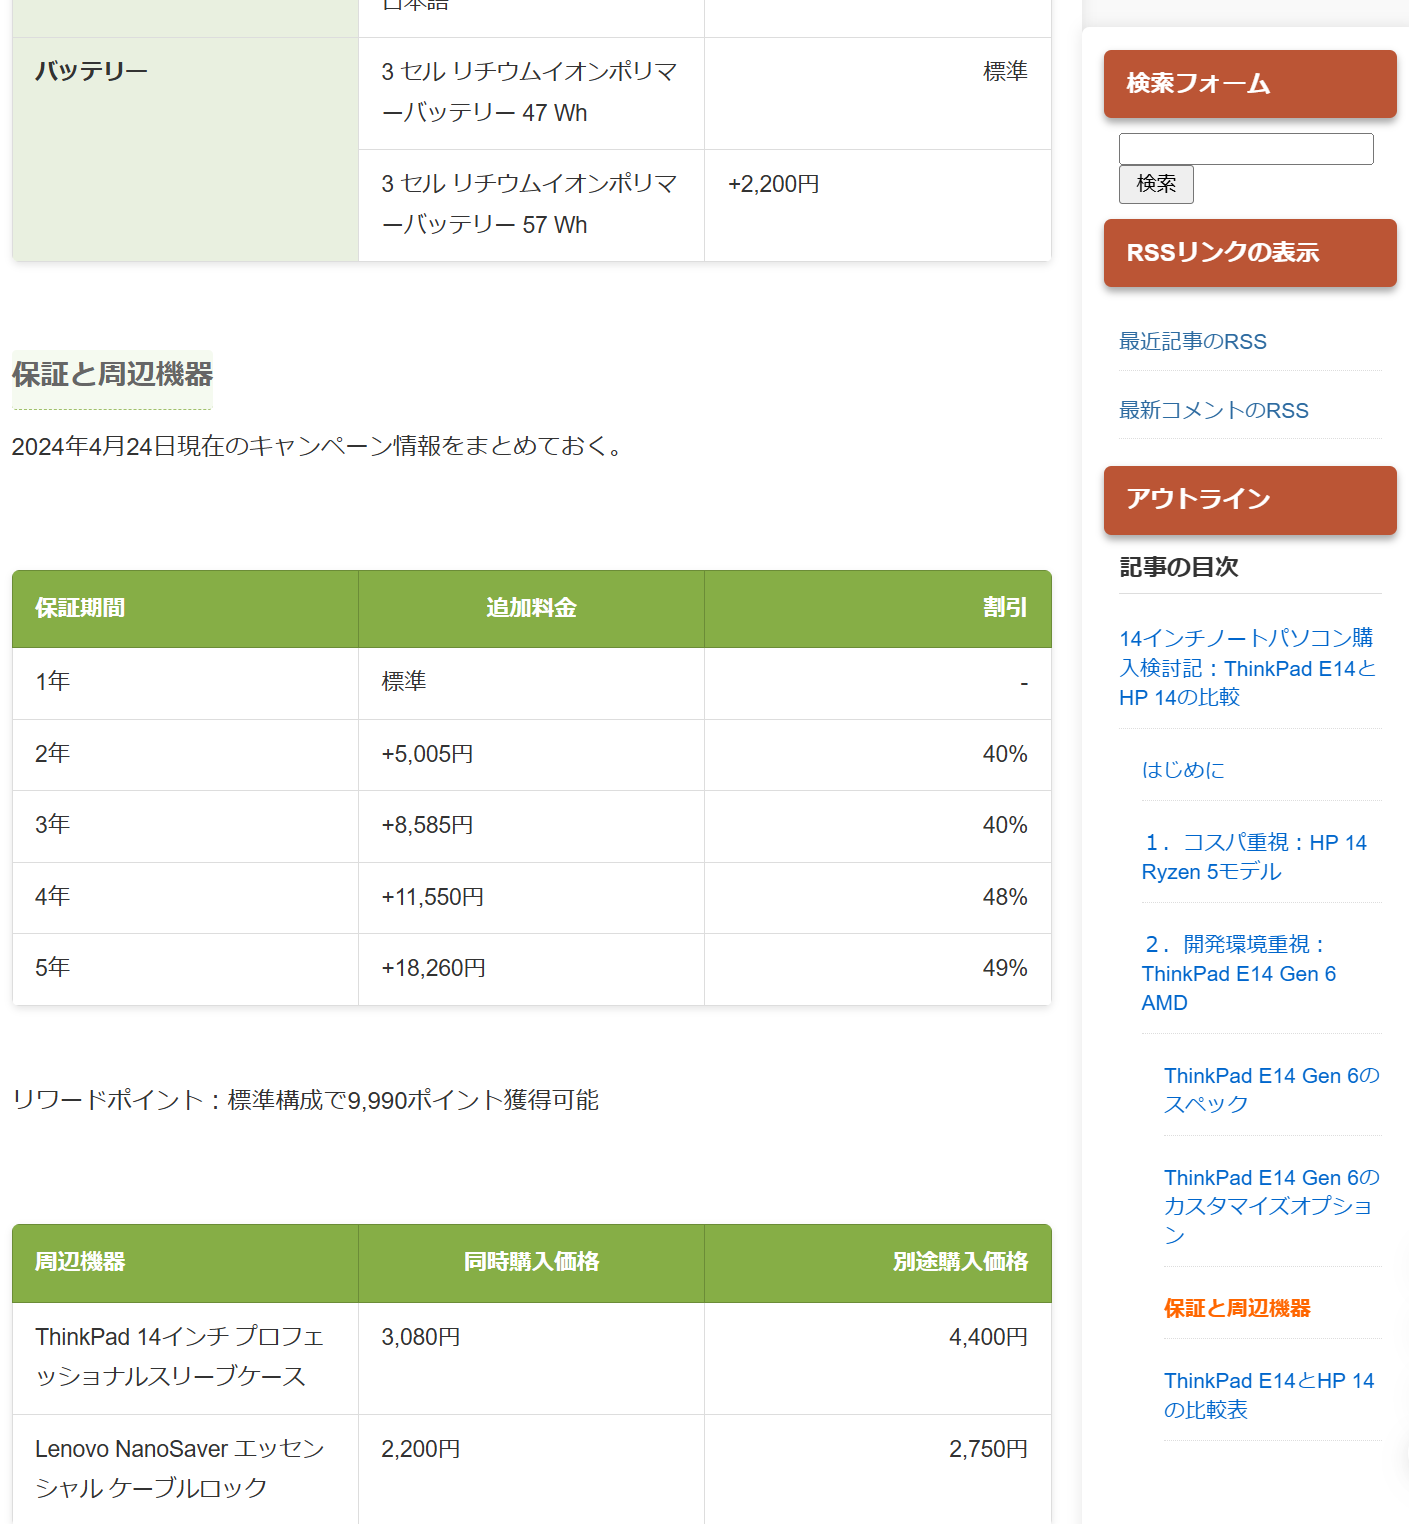 日本語
バッテリー
3 セル リチウムイオンポリマ
ーバッテリー 47 Wh
標準
3 セル リチウムイオンポリマ
ーバッテリー 57 Wh
+2,200円
保証と周辺機器
2024年4月24日現在のキャンペーン情報をまとめておく。
保証期間 追加料金 割引
1年 標準 -
2年 +5,005円 40%
3年 +8,585円 40%
4年 +11,550円 48%
5年 +18,260円 49%
リワードポイント：標準構成で9,990ポイント獲得可能
周辺機器 同時購入価格 別途購入価格
ThinkPad 14インチ プロフェ
ッショナルスリーブケース
3,080円 4,400円
Lenovo NanoSaver エッセン
シャル ケーブルロック
2,200円 2,750円
検索フォーム
検索
RSSリンクの表示
最近記事のRSS
最新コメントのRSS
アウトライン
記事の目次
14インチノートパソコン購
入検討記：ThinkPad E14と
HP 14の比較
はじめに
１．コスパ重視：HP 14
Ryzen 5モデル
２．開発環境重視：
ThinkPad E14 Gen 6
AMD
ThinkPad E14 Gen 6の
スペック
ThinkPad E14 Gen 6の
カスタマイズオプショ
ン
保証と周辺機器
ThinkPad E14とHP 14
の比較表